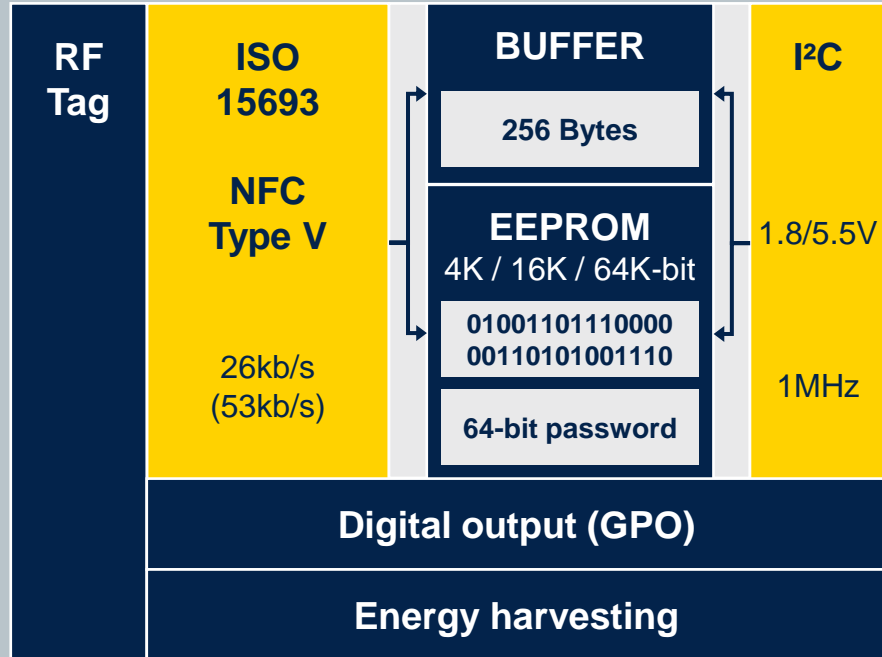 RF
Tag
ISO
15693
NFC
Type V
26kb/s
(53kb/s)
BUFFER
256 Bytes
EEPROM
4K / 16K / 64K-bit
01001101110000
00110101001110
64-bit password
I²C
1.8/5.5V
1MHz
Digital output (GPO)
Energy harvesting